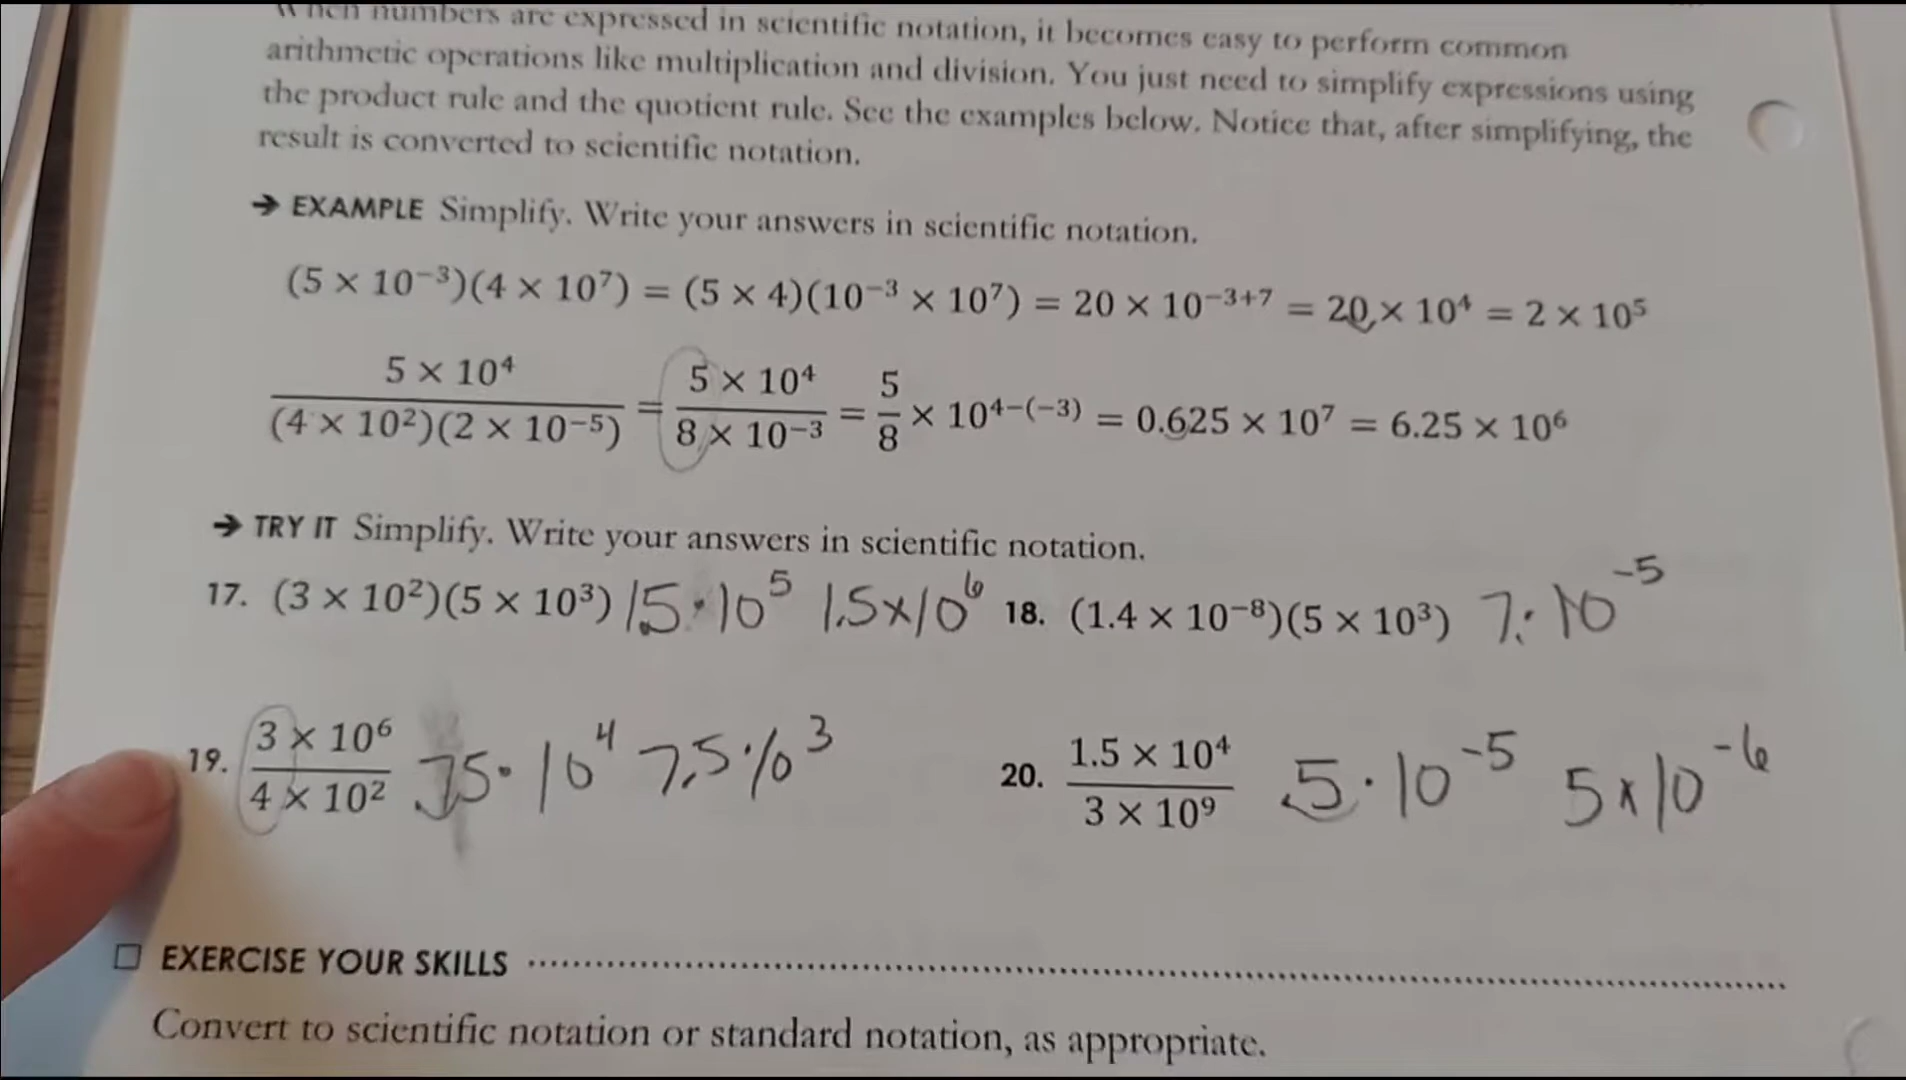 When numbers are expressed in scientific notation, it becomes easy to perform common
arithmetic operations like multiplication and division. You just need to simplify expressions using
the product rule and the quotient rule. See the examples below. Notice that, after simplifying, the
result is converted to scientific notation.
→ EXAMPLE Simplify. Write your answers in scientific notation.
(5 × 10⁻³)(4 × 10⁷) = (5 × 4)(10⁻³ × 10⁷) = 20 × 10⁻³⁺⁷ = 20 × 10⁴ = 2 × 10⁵
5 × 10⁴ / (4 × 10²)(2 × 10⁻⁵) = 5 × 10⁴ / 8 × 10⁻³ = 5/8 × 10⁴⁻⁽⁻³⁾ = 0.625 × 10⁷ = 6.25 × 10⁶
→ TRY IT Simplify. Write your answers in scientific notation.
17. (3 × 10²)(5 × 10³) 15 · 10⁵ 1.5 × 10⁶ 18. (1.4 × 10⁻⁸)(5 × 10³) 7. · 10⁻⁵
19. 3 × 10⁶ / 4 × 10² .75 · 10⁴ 7.5 · 10³ 20. 1.5 × 10⁴ / 3 × 10⁹ .5 · 10⁻⁵ 5 × 10⁻⁶
☐ EXERCISE YOUR SKILLS
Convert to scientific notation or standard notation, as appropriate.